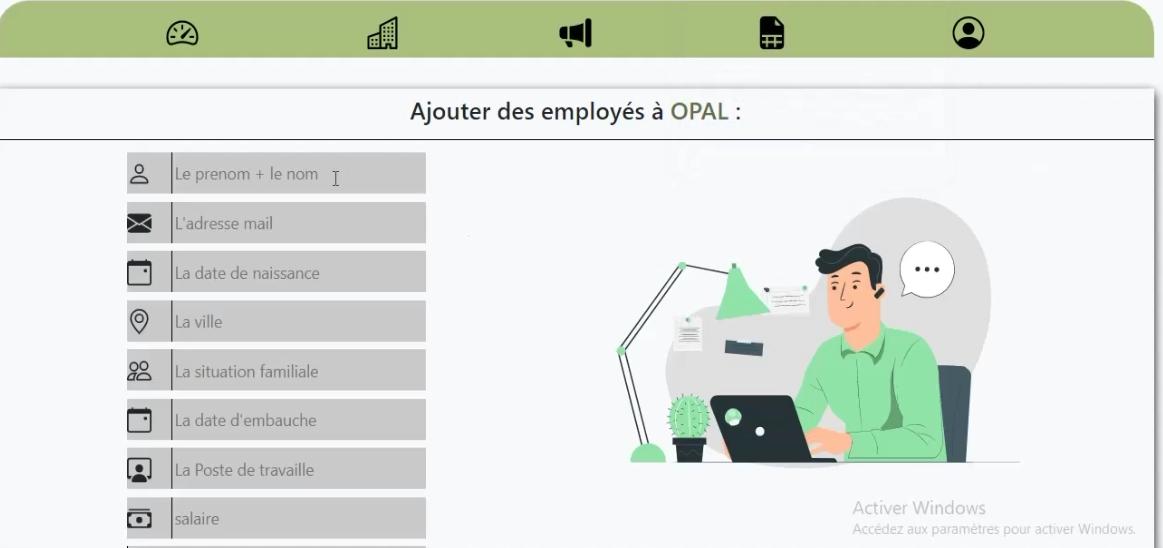 Ajouter des employés à OPAL :
Le prenom + le nom
L'adresse mail
La date de naissance
La ville
La situation familiale
La date d'embauche
La Poste de travaille
salaire
Activer Windows
Accédez aux paramètres pour activer Windows.